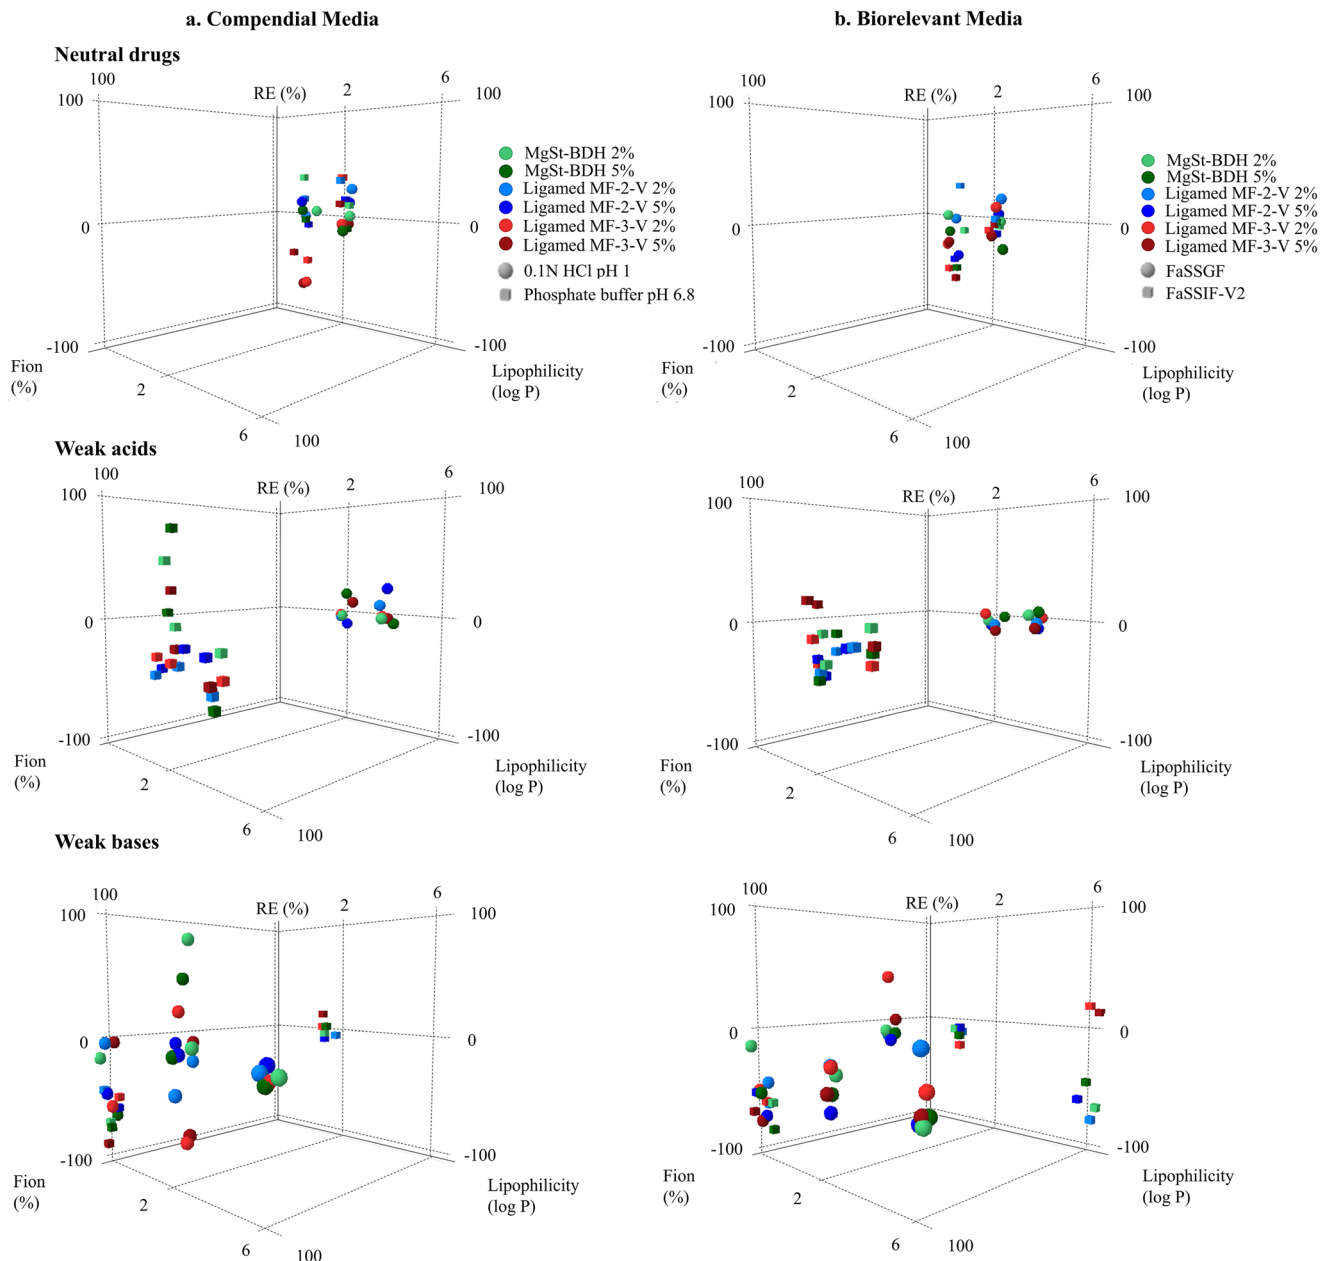 a. Compendial Media
b. Biorelevant Media
Neutral drugs
100
RE (%)
2
6
100
100
0
0
-100
-100
Fion
(%)
2
6
100
Lipophilicity
(log P)
MgSt-BDH 2%
MgSt-BDH 5%
Ligamed MF-2-V 2%
Ligamed MF-2-V 5%
Ligamed MF-3-V 2%
Ligamed MF-3-V 5%
0.1N HCl pH 1
Phosphate buffer pH 6.8
100
RE (%)
2
6
100
100
0
0
-100
-100
Fion
(%)
2
6
100
Lipophilicity
(log P)
MgSt-BDH 2%
MgSt-BDH 5%
Ligamed MF-2-V 2%
Ligamed MF-2-V 5%
Ligamed MF-3-V 2%
Ligamed MF-3-V 5%
FaSSGF
FaSSIF-V2
Weak acids
100
RE (%)
2
6
100
100
0
0
-100
-100
Fion
(%)
2
6
100
Lipophilicity
(log P)
100
RE (%)
2
6
100
100
0
0
-100
-100
Fion
(%)
2
6
100
Lipophilicity
(log P)
Weak bases
100
RE (%)
2
6
100
100
0
0
-100
-100
Fion
(%)
2
6
100
Lipophilicity
(log P)
100
RE (%)
2
6
100
100
0
0
-100
-100
Fion
(%)
2
6
100
Lipophilicity
(log P)